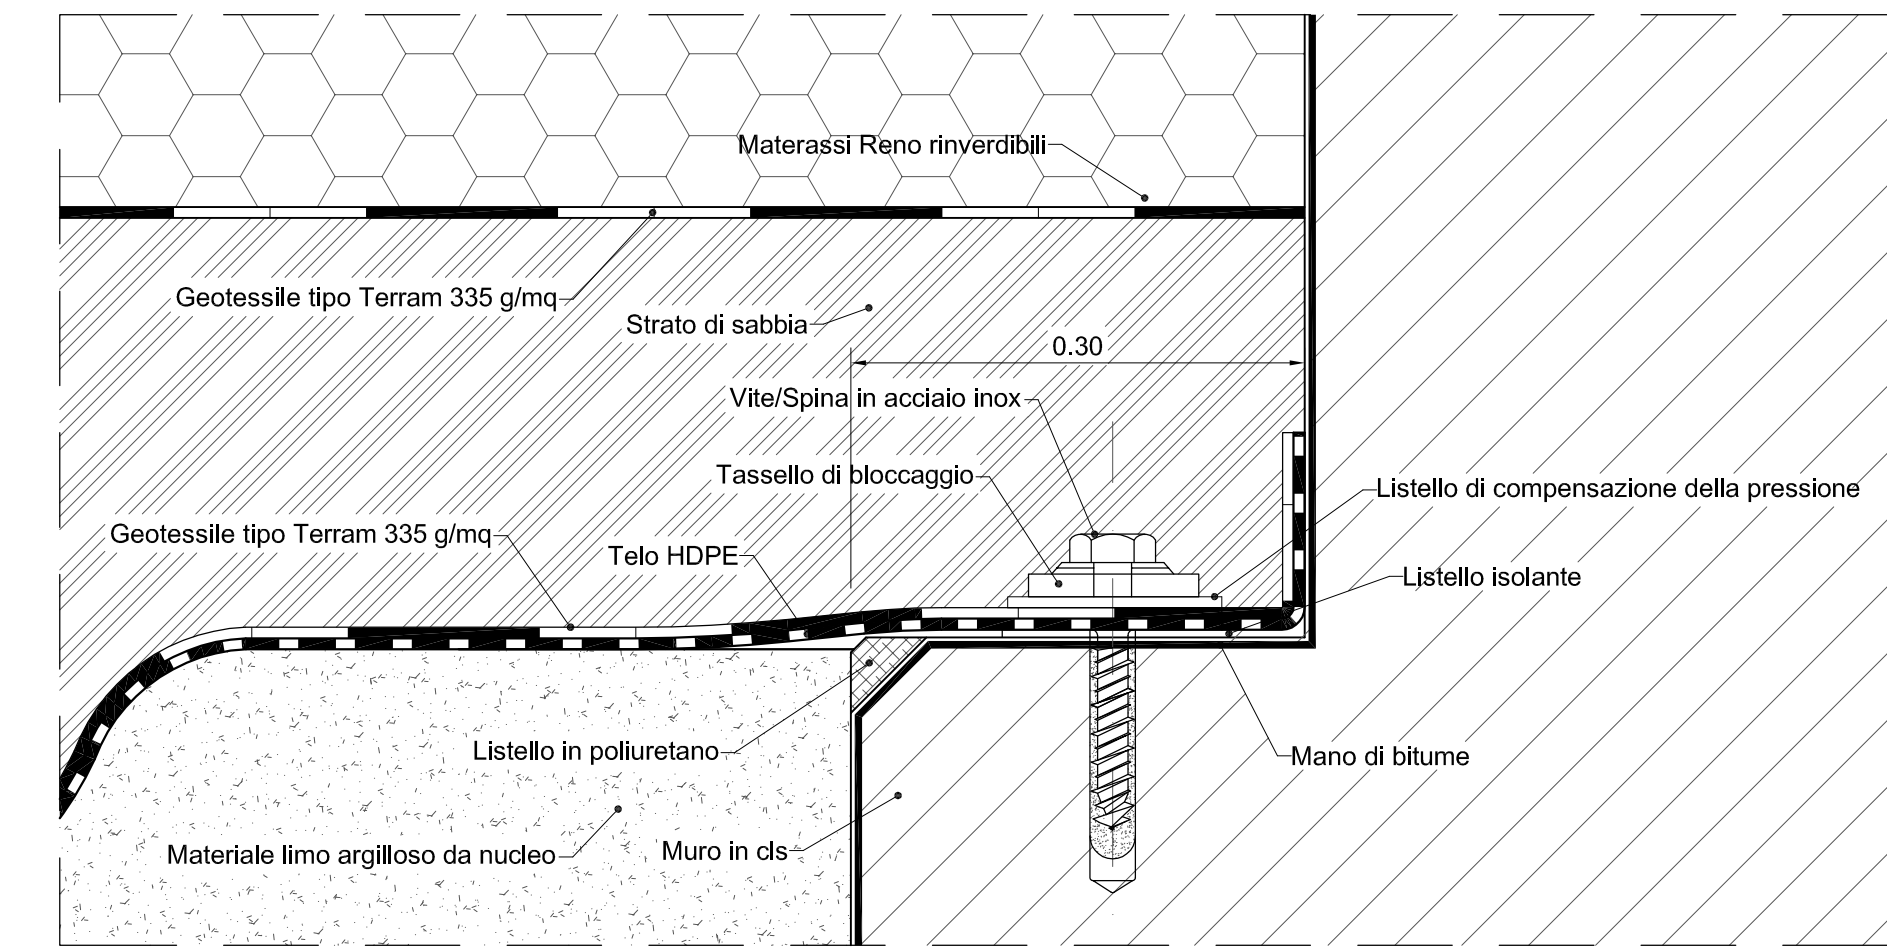 Materassi Reno rinverdibili
Geotessile tipo Terram 335 g/mq
Strato di sabbia
0.30
Vite/Spina in acciaio inox
Tassello di bloccaggio
Listello di compensazione della pressione
Geotessile tipo Terram 335 g/mq
Telo HDPE
Listello isolante
Listello in poliuretano
Mano di bitume
Materiale limo argilloso da nucleo
Muro in cls